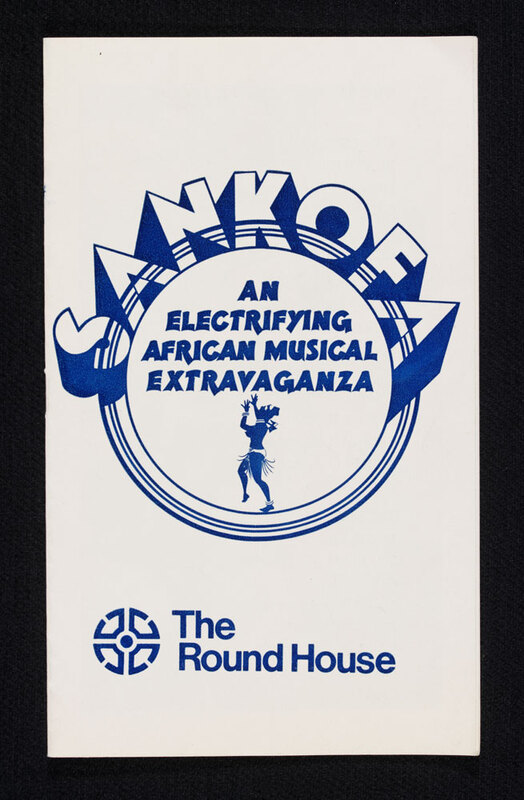 SANKOFA
AN
ELECTRIFYING
AFRICAN MUSICAL
EXTRAVAGANZA
The
Round House